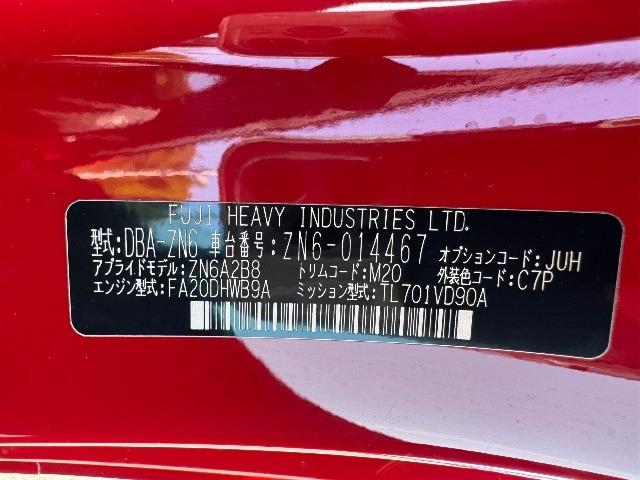 FUJI HEAVY INDUSTRIES LTD.
型式:DBA-ZN6 車台番号:ZN6-014467 オプションコード:JUH
アプライドモデル:ZN6A2B8 トリムコード:M20 外装色コード:C7P
エンジン型式:FA20DHWB9A ミッション型式:TL701VD90A